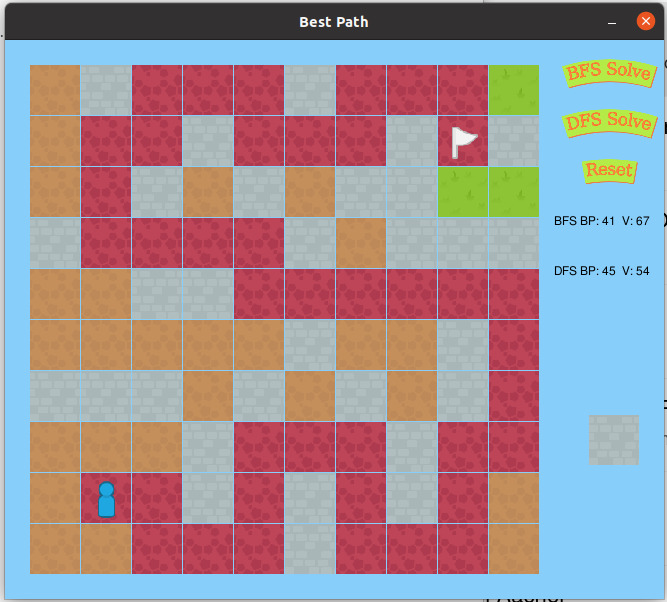 Best Path
BFS Solve
DFS Solve
Reset
BFS BP: 41 V: 67
DFS BP: 45 V: 54